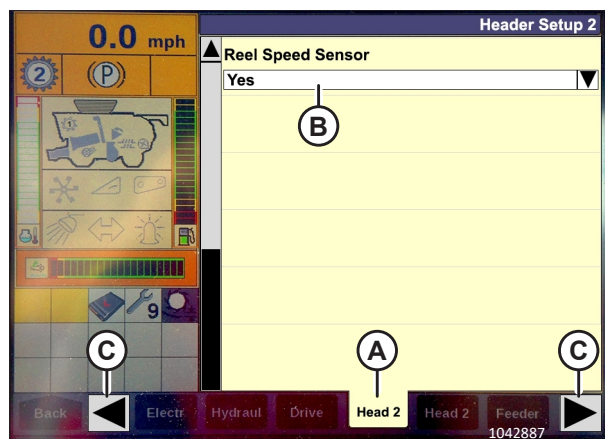 Header Setup 2
0.0 mph
Reel Speed Sensor
2
P
Yes
B
1
9
C
A
C
Back
Electr
Hydraul
Drive
Head 2
Head 2
Feeder
1042887